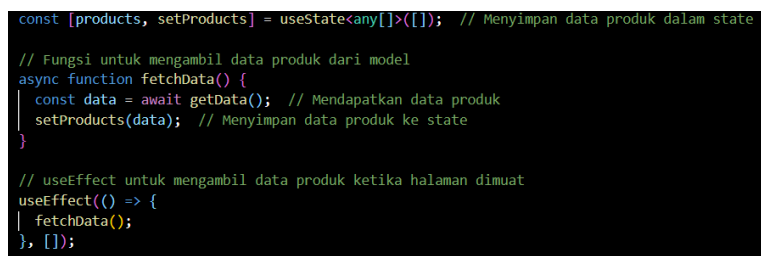 const [products, setProducts] = useState<any[]>([]);  // Menyimpan data produk dalam state
// Fungsi untuk mengambil data produk dari model
async function fetchData() {
  const data = await getData();  // Mendapatkan data produk
  setProducts(data);  // Menyimpan data produk ke state
}
// useEffect untuk mengambil data produk ketika halaman dimuat
useEffect(() => {
  fetchData();
}, []);